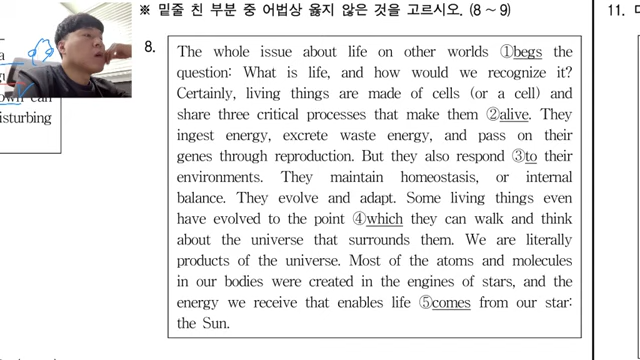 ※ 밑줄 친 부분 중 어법상 옳지 않은 것을 고르시오. (8 ~ 9)
11.
8.
The whole issue about life on other worlds ①begs the
question: What is life, and how would we recognize it?
Certainly, living things are made of cells (or a cell) and
share three critical processes that make them ②alive. They
ingest energy, excrete waste energy, and pass on their
genes through reproduction. But they also respond ③to their
environments. They maintain homeostasis, or internal
balance. They evolve and adapt. Some living things even
have evolved to the point ④which they can walk and think
about the universe that surrounds them. We are literally
products of the universe. Most of the atoms and molecules
in our bodies were created in the engines of stars, and the
energy we receive that enables life ⑤comes from our star:
the Sun.
can
isturbing